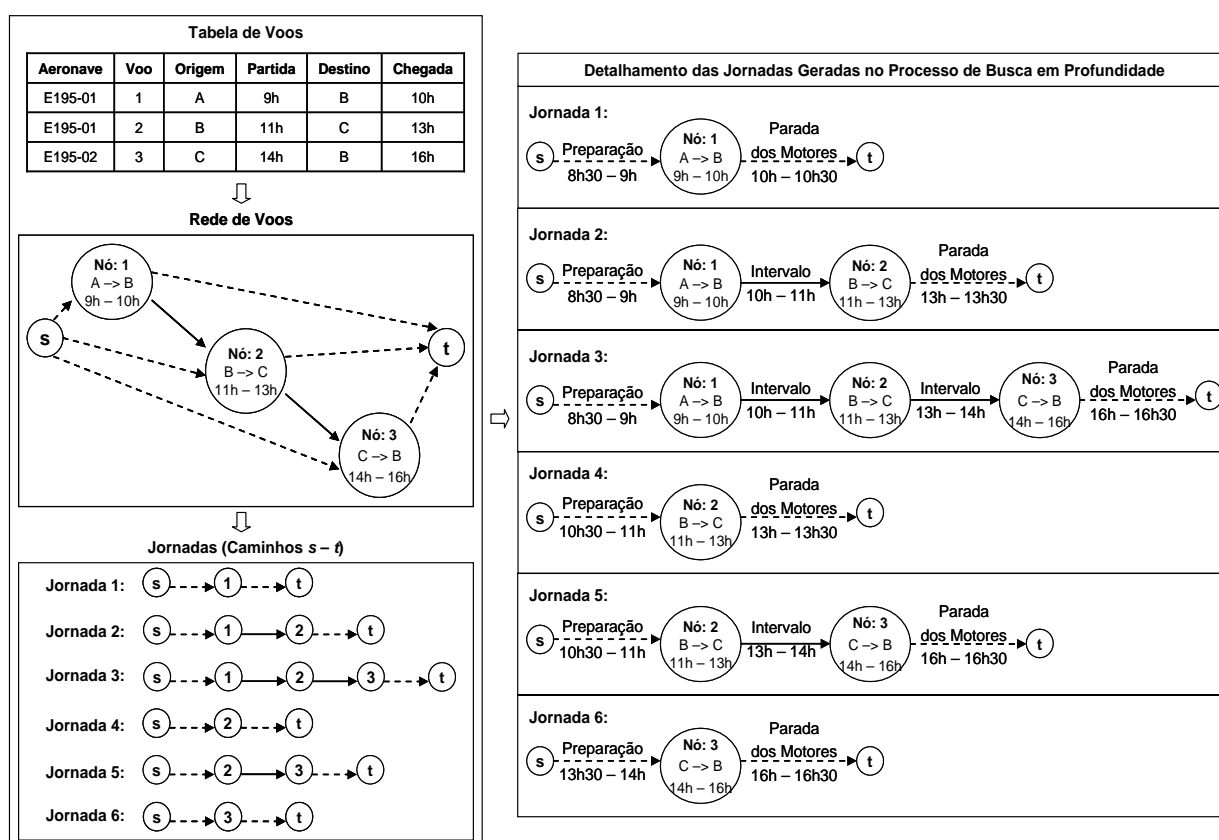 Tabela de Voos
Aeronave Voo Origem Partida Destino Chegada
E195-01 1 A 9h B 10h
E195-01 2 B 11h C 13h
E195-02 3 C 14h B 16h
Rede de Voos
Nó: 1
A –> B
9h – 10h
s
Nó: 2
B –> C
11h – 13h
t
Nó: 3
C –> B
14h – 16h
Jornadas (Caminhos s – t)
Jornada 1: s 1 t
Jornada 2: s 1 2 t
Jornada 3: s 1 2 3 t
Jornada 4: s 2 t
Jornada 5: s 2 3 t
Jornada 6: s 3 t
Detalhamento das Jornadas Geradas no Processo de Busca em Profundidade
Jornada 1:
s
Preparação
8h30 – 9h
Nó: 1
A –> B
9h – 10h
Parada
dos Motores
10h – 10h30
t
Jornada 2:
s
Preparação
8h30 – 9h
Nó: 1
A –> B
9h – 10h
Intervalo
10h – 11h
Nó: 2
B –> C
11h – 13h
Parada
dos Motores
13h – 13h30
t
Jornada 3:
s
Preparação
8h30 – 9h
Nó: 1
A –> B
9h – 10h
Intervalo
10h – 11h
Nó: 2
B –> C
11h – 13h
Intervalo
13h – 14h
Nó: 3
C –> B
14h – 16h
Parada
dos Motores
16h – 16h30
t
Jornada 4:
s
Preparação
10h30 – 11h
Nó: 2
B –> C
11h – 13h
Parada
dos Motores
13h – 13h30
t
Jornada 5:
s
Preparação
10h30 – 11h
Nó: 2
B –> C
11h – 13h
Intervalo
13h – 14h
Nó: 3
C –> B
14h – 16h
Parada
dos Motores
16h – 16h30
t
Jornada 6:
s
Preparação
13h30 – 14h
Nó: 3
C –> B
14h – 16h
Parada
dos Motores
16h – 16h30
t